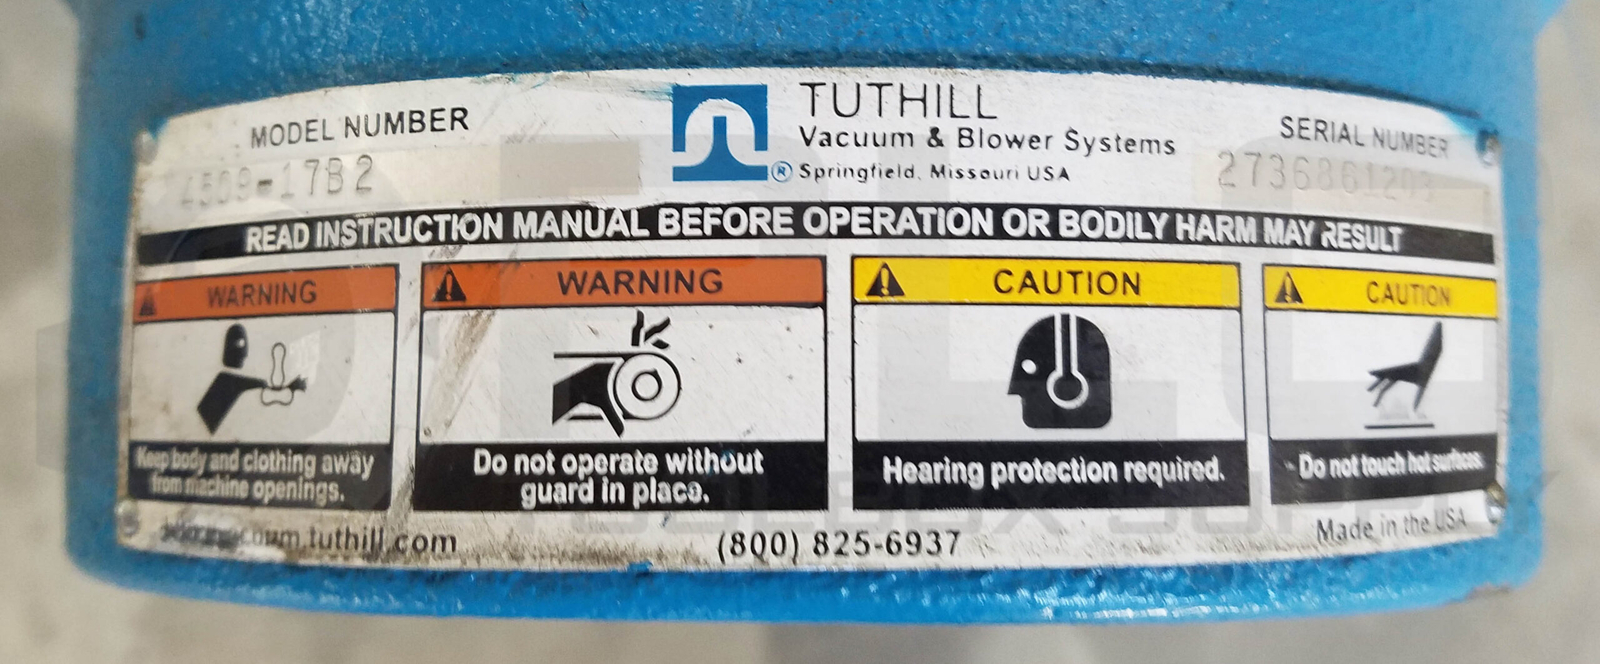 MODEL NUMBER
4509-17B2
TUTHILL
Vacuum & Blower Systems
® Springfield, Missouri USA
SERIAL NUMBER
READ INSTRUCTION MANUAL BEFORE OPERATION OR BODILY HARM MAY RESULT
WARNING
Keep body and clothing away
from machine openings.
WARNING
Do not operate without
guard in place.
CAUTION
Hearing protection required.
CAUTION
Do not touch hot surfaces.
tuthill.com
(800) 825-6937
Made in the USA